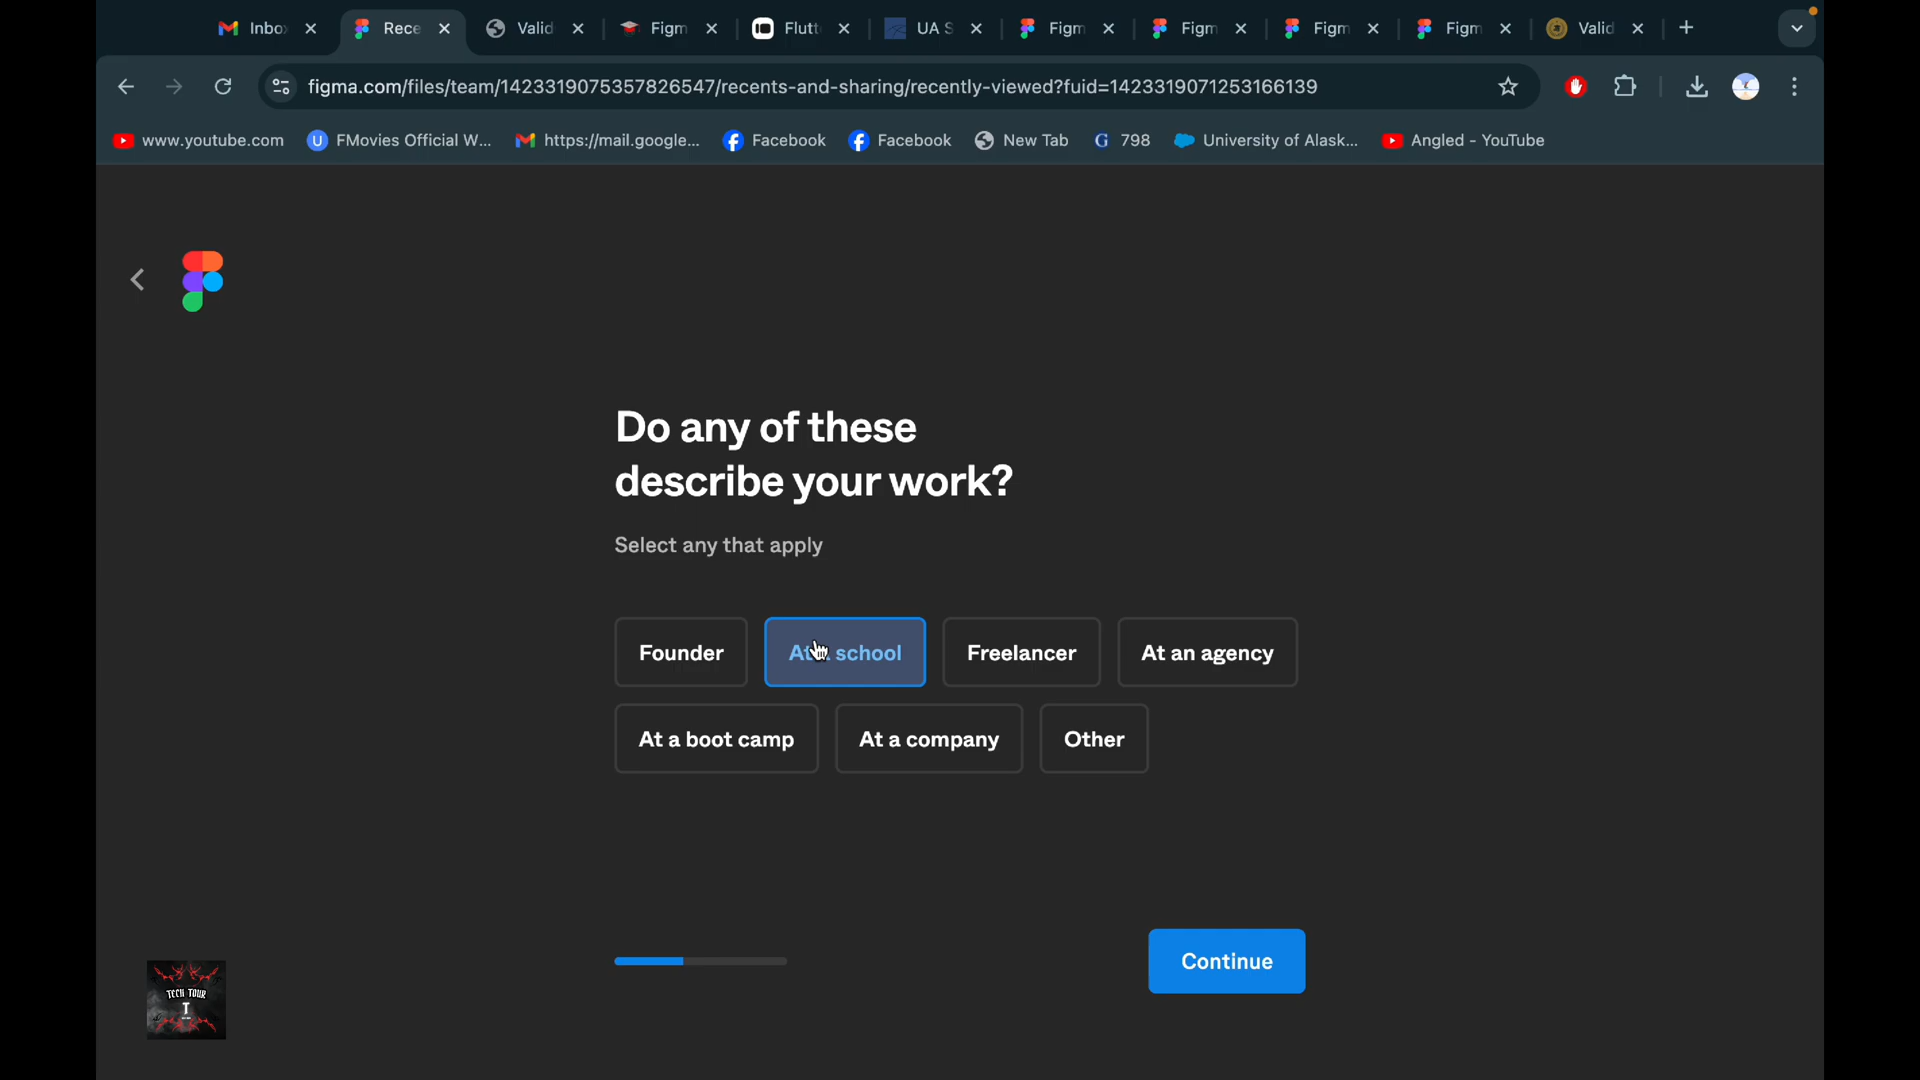 Inbo
Rece
Valid
Figm
Flutt
UA S
Figm
Figm
Figm
Figm
Valid
figma.com/files/team/1423319075357826547/recents-and-sharing/recently-viewed?fuid=1423319071253166139
www.youtube.com
FMovies Official W...
https://mail.google...
Facebook
Facebook
New Tab
798
University of Alask...
Angled - YouTube
Do any of these
describe your work?
Select any that apply
Founder
At a school
Freelancer
At an agency
At a boot camp
At a company
Other
Continue
TECH TOUR
T